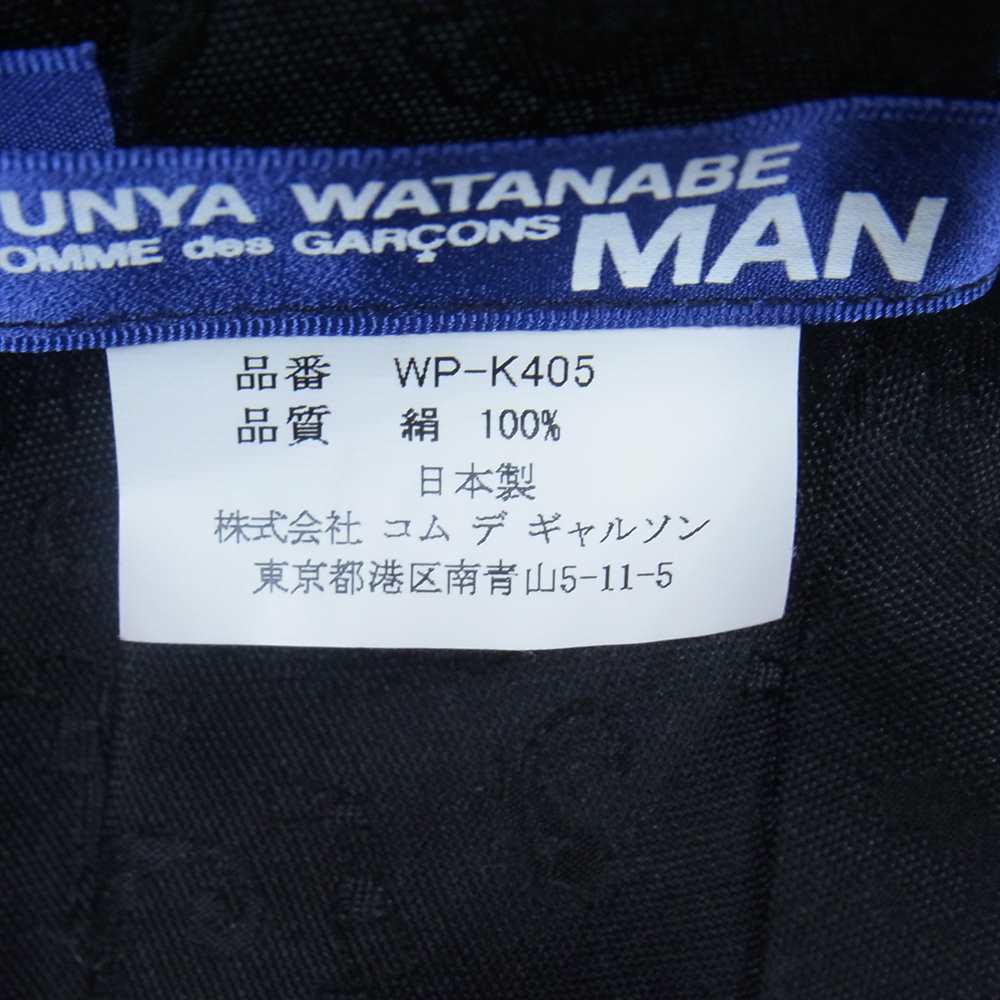 UNYA WATANABE
OMME des GARÇONS MAN
品番 WP-K405
品質 絹 100%
日本製
株式会社 コム デ ギャルソン
東京都港区南青山5-11-5